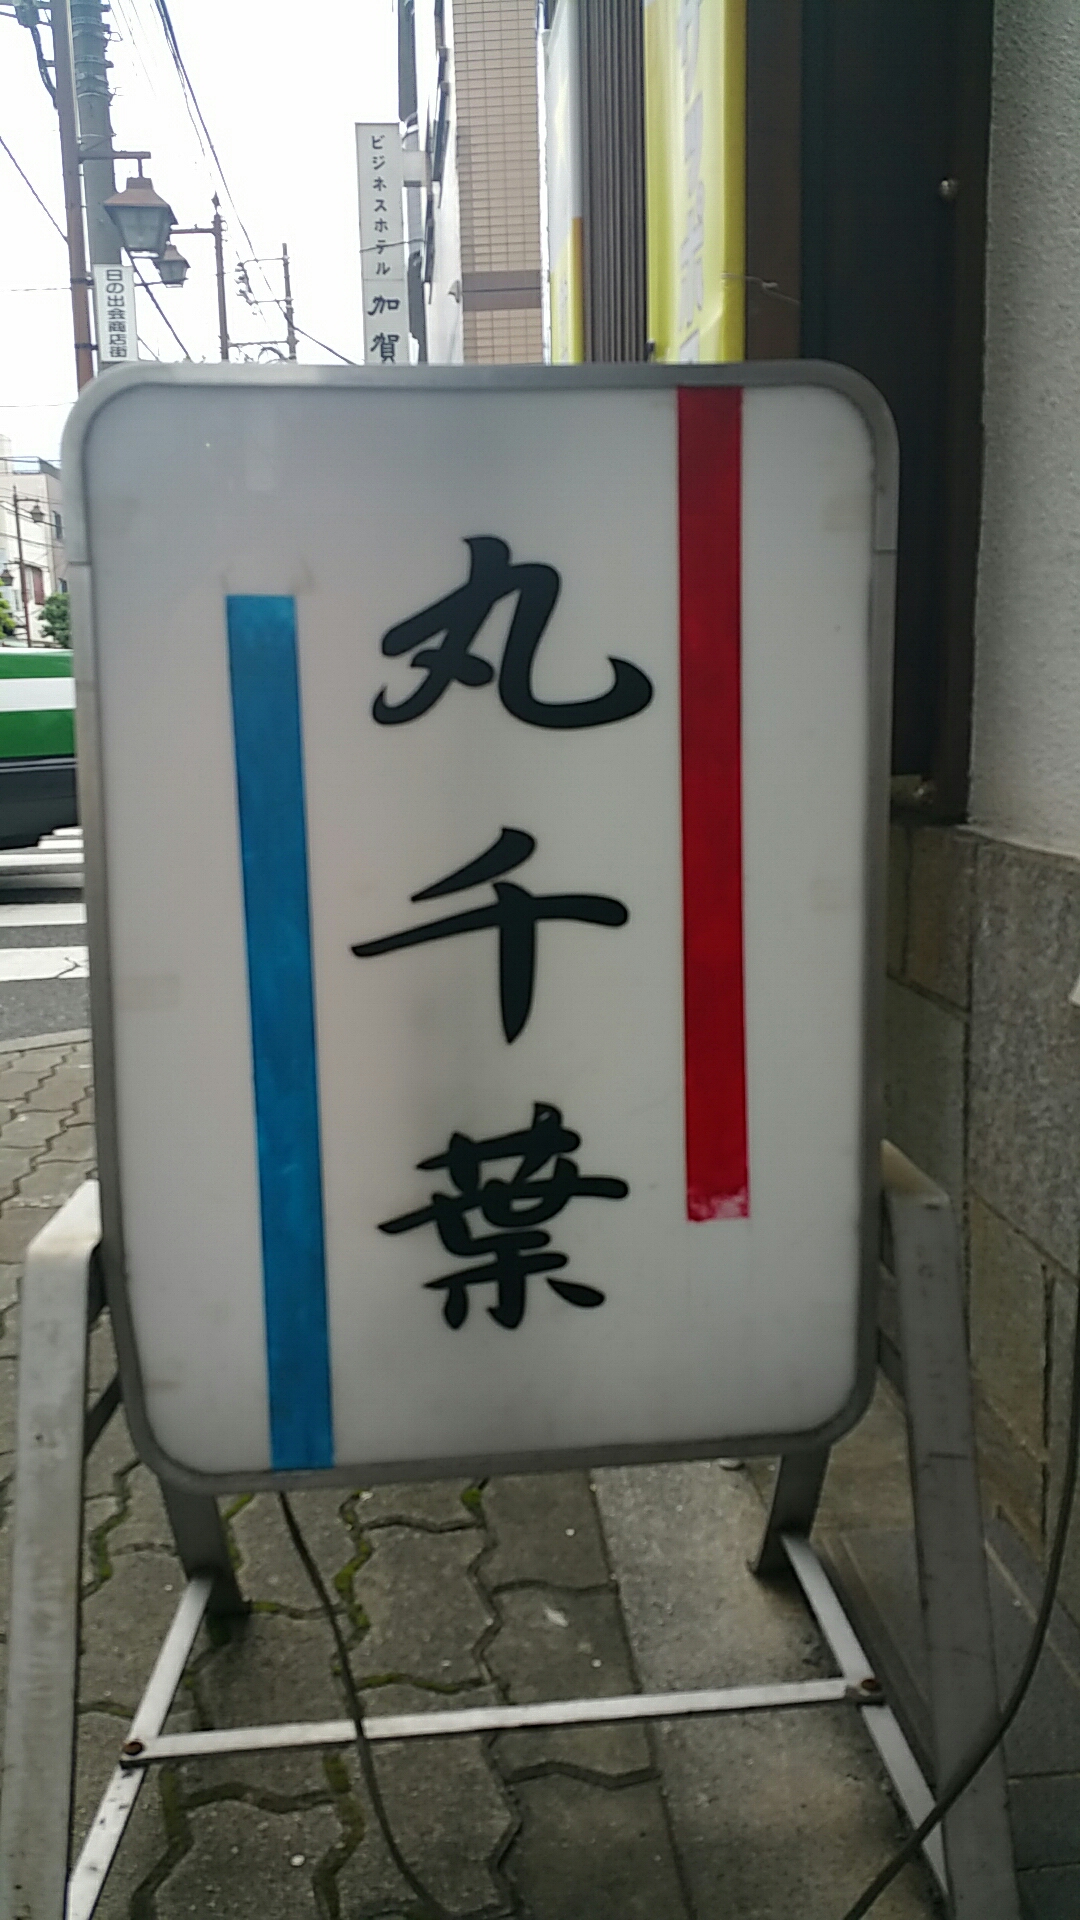 ビジネスホテル加賀
日の出会商店街
丸千葉